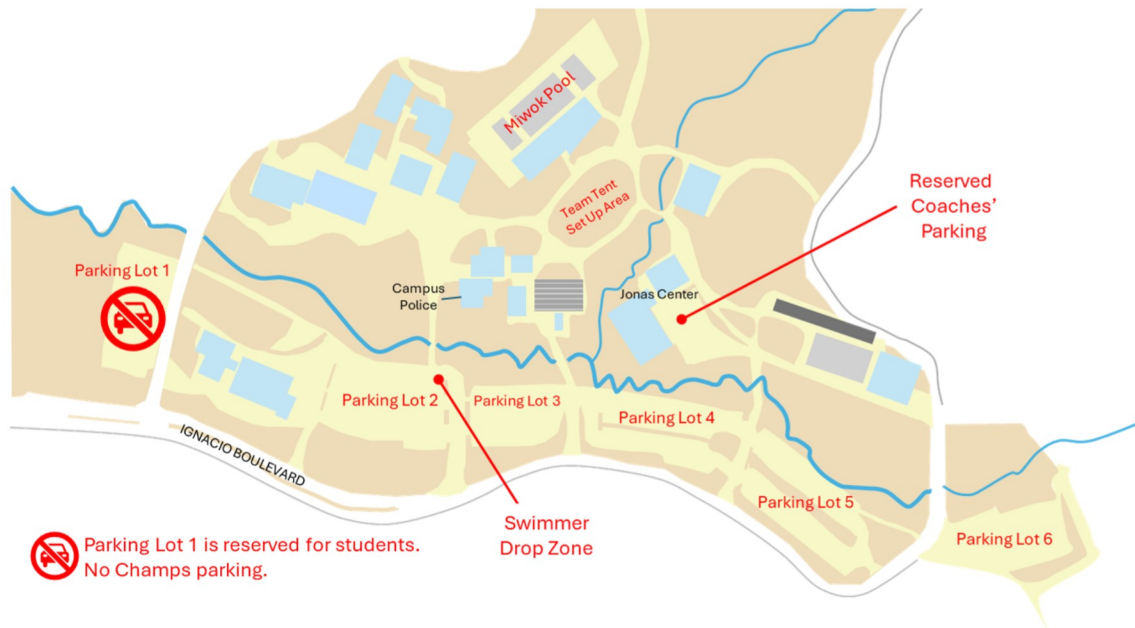 Miwok Pool
Team Tent
Set Up Area
Reserved
Coaches'
Parking
Parking Lot 1
Campus
Police
Jonas Center
Parking Lot 2
Parking Lot 3
Parking Lot 4
IGNACIO BOULEVARD
Parking Lot 5
Swimmer
Drop Zone
Parking Lot 6
Parking Lot 1 is reserved for students.
No Champs parking.